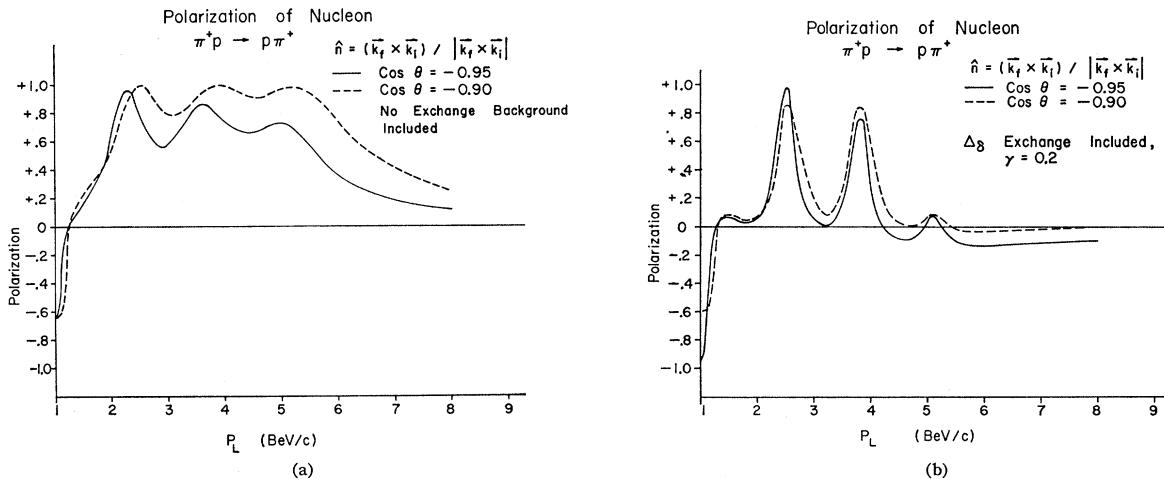 Polarization of Nucleon
π⁺p → pπ⁺
n̂ = (k⃗f × k⃗i) / |k⃗f × k⃗i|
Cos θ = −0.95
Cos θ = −0.90
No Exchange Background
Included
+1.0
+.8
+.6
+.4
+.2
0
−.2
−.4
−.6
−.8
−1.0
Polarization
1 2 3 4 5 6 7 8 9
P_L (BeV/c)
(a)
Polarization of Nucleon
π⁺p → pπ⁺
n̂ = (k⃗f × k⃗i) / |k⃗f × k⃗i|
Cos θ = −0.95
Cos θ = −0.90
Δδ Exchange Included,
γ = 0.2
+1.0
+.8
+.6
+.4
+.2
0
−.2
−.4
−.6
−.8
−1.0
Polarization
1 2 3 4 5 6 7 8 9
P_L (BeV/c)
(b)